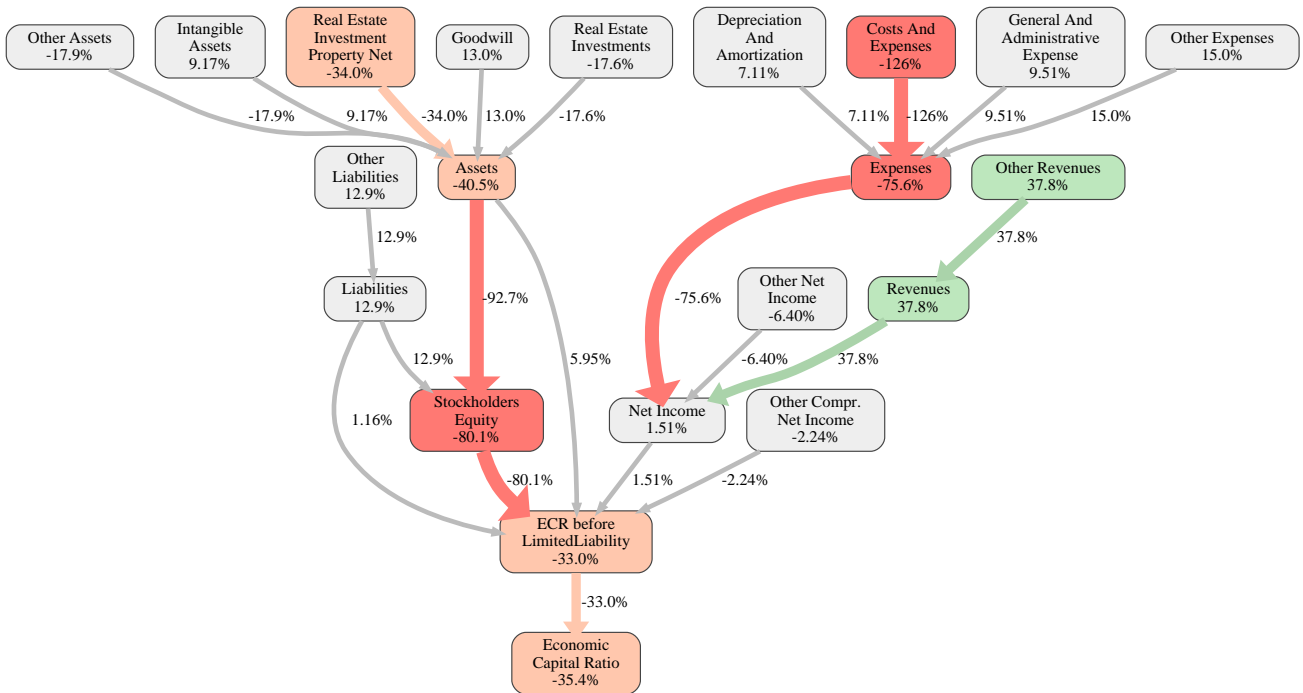 Other Assets
-17.9%
Intangible
Assets
9.17%
Real Estate
Investment
Property Net
-34.0%
Goodwill
13.0%
Real Estate
Investments
-17.6%
Depreciation
And
Amortization
7.11%
Costs And
Expenses
-126%
General And
Administrative
Expense
9.51%
Other Expenses
15.0%
-17.9%
9.17%
-34.0%
13.0%
-17.6%
7.11%
-126%
9.51%
15.0%
Other
Liabilities
12.9%
Assets
-40.5%
Expenses
-75.6%
Other Revenues
37.8%
12.9%
37.8%
Liabilities
12.9%
-92.7%
-75.6%
Other Net
Income
-6.40%
Revenues
37.8%
12.9%
5.95%
-6.40%
37.8%
1.16%
Stockholders
Equity
-80.1%
Net Income
1.51%
Other Compr.
Net Income
-2.24%
-80.1%
1.51%
-2.24%
ECR before
LimitedLiability
-33.0%
-33.0%
Economic
Capital Ratio
-35.4%